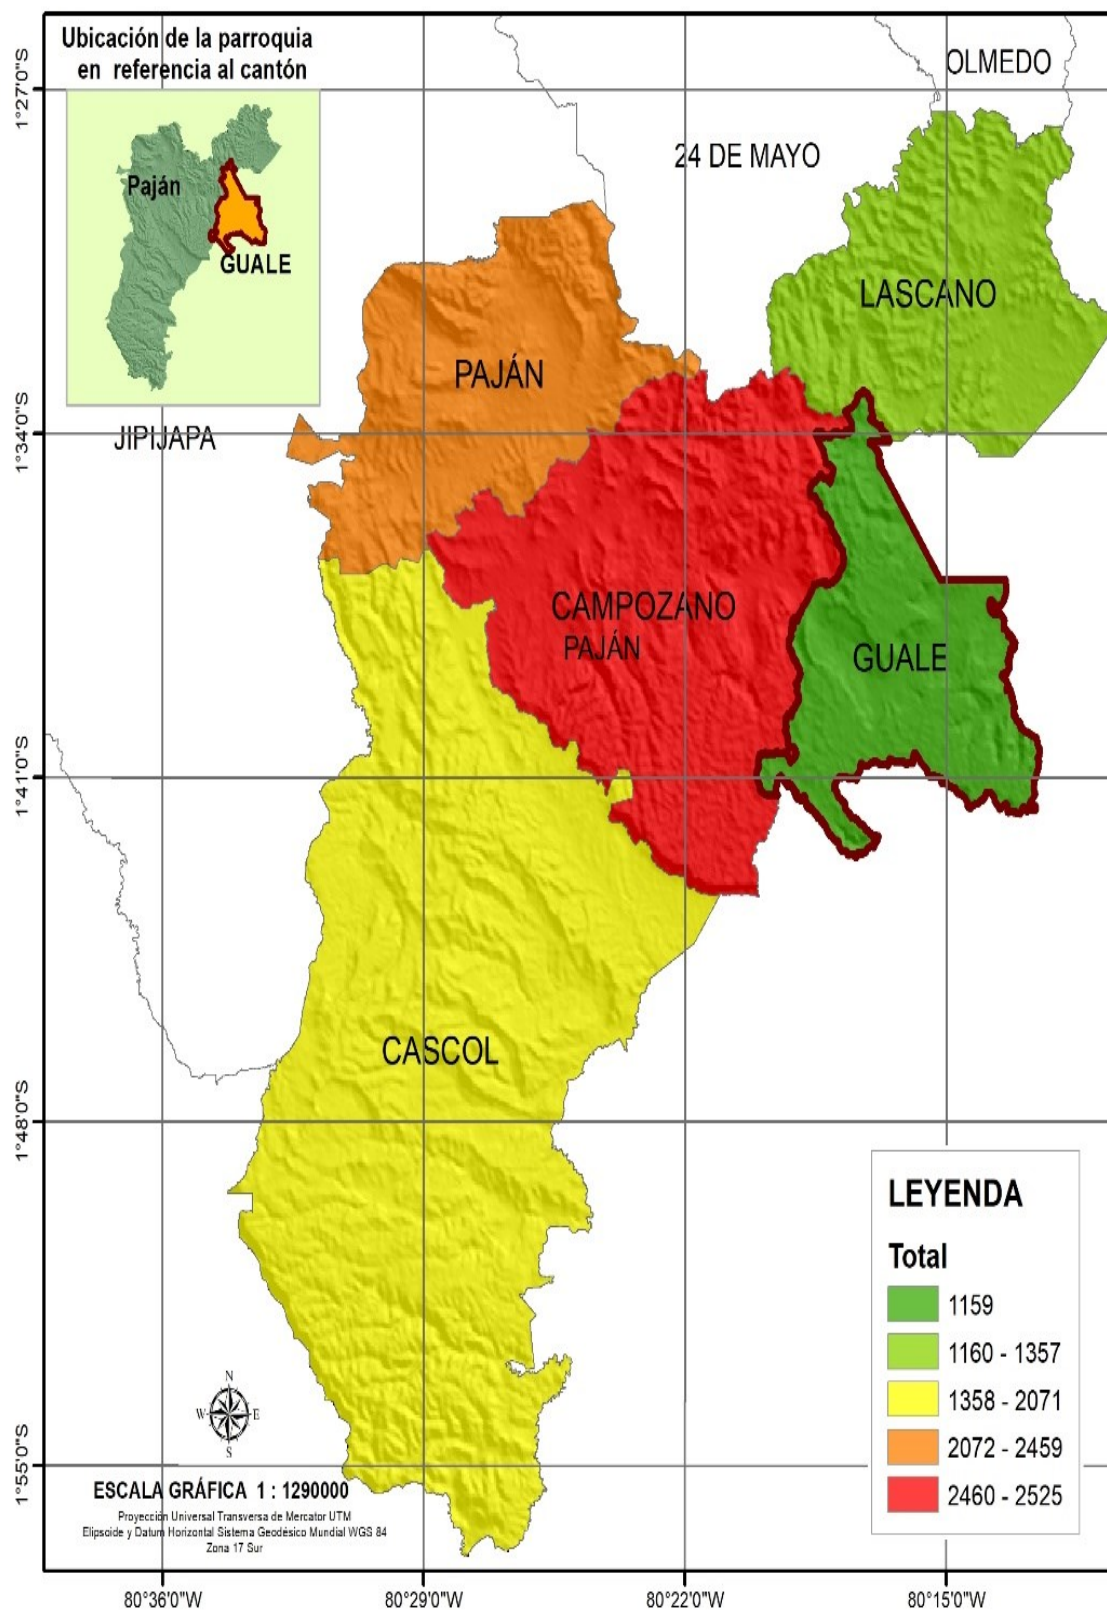 Ubicación de la parroquia
en referencia al cantón
Paján
GUALE
OLMEDO
24 DE MAYO
LASCANO
PAJÁN
JIPIJAPA
CAMPOZANO
PAJÁN
GUALE
CASCOL
1°27'0"S
1°34'0"S
1°41'0"S
1°48'0"S
1°55'0"S
LEYENDA
Total
1159
1160 - 1357
1358 - 2071
2072 - 2459
2460 - 2525
N
W E
S
ESCALA GRÁFICA 1 : 1290000
Proyección Universal Transversa de Mercator UTM
Elipsoide y Datum Horizontal Sistema Geodésico Mundial WGS 84
Zona 17 Sur
80°36'0"W 80°29'0"W 80°22'0"W 80°15'0"W